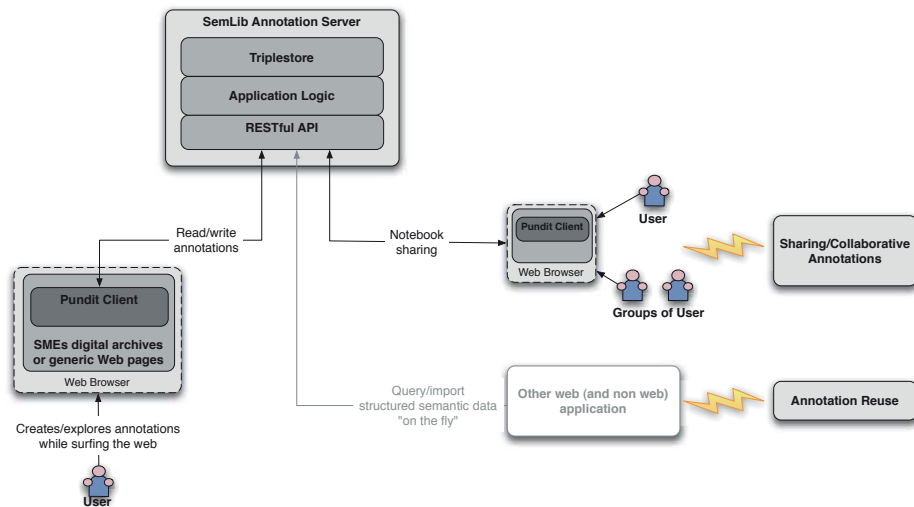 SemLib Annotation Server
Triplestore
Application Logic
RESTful API
Read/write
annotations
Notebook
sharing
Pundit Client
Web Browser
User
Groups of User
Sharing/Collaborative
Annotations
Pundit Client
SMEs digital archives
or generic Web pages
Web Browser
Creates/explores annotations
while surfing the web
User
Query/import
structured semantic data
"on the fly"
Other web (and non web)
application
Annotation Reuse